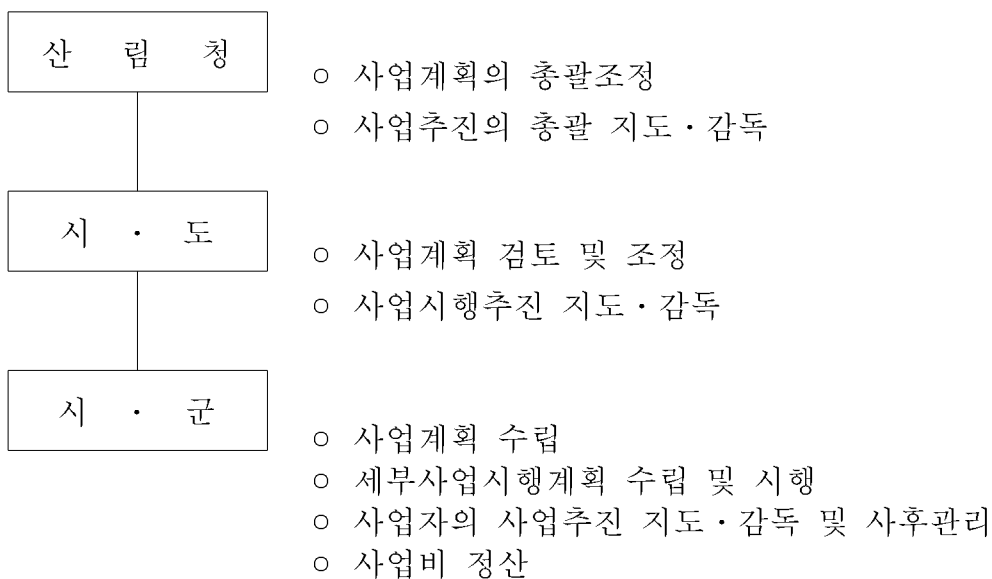 산 림 청
○ 사업계획의 총괄조정
○ 사업추진의 총괄 지도·감독
시 · 도
○ 사업계획 검토 및 조정
○ 사업시행추진 지도·감독
시 · 군
○ 사업계획 수립
○ 세부사업시행계획 수립 및 시행
○ 사업자의 사업추진 지도·감독 및 사후관리
○ 사업비 정산